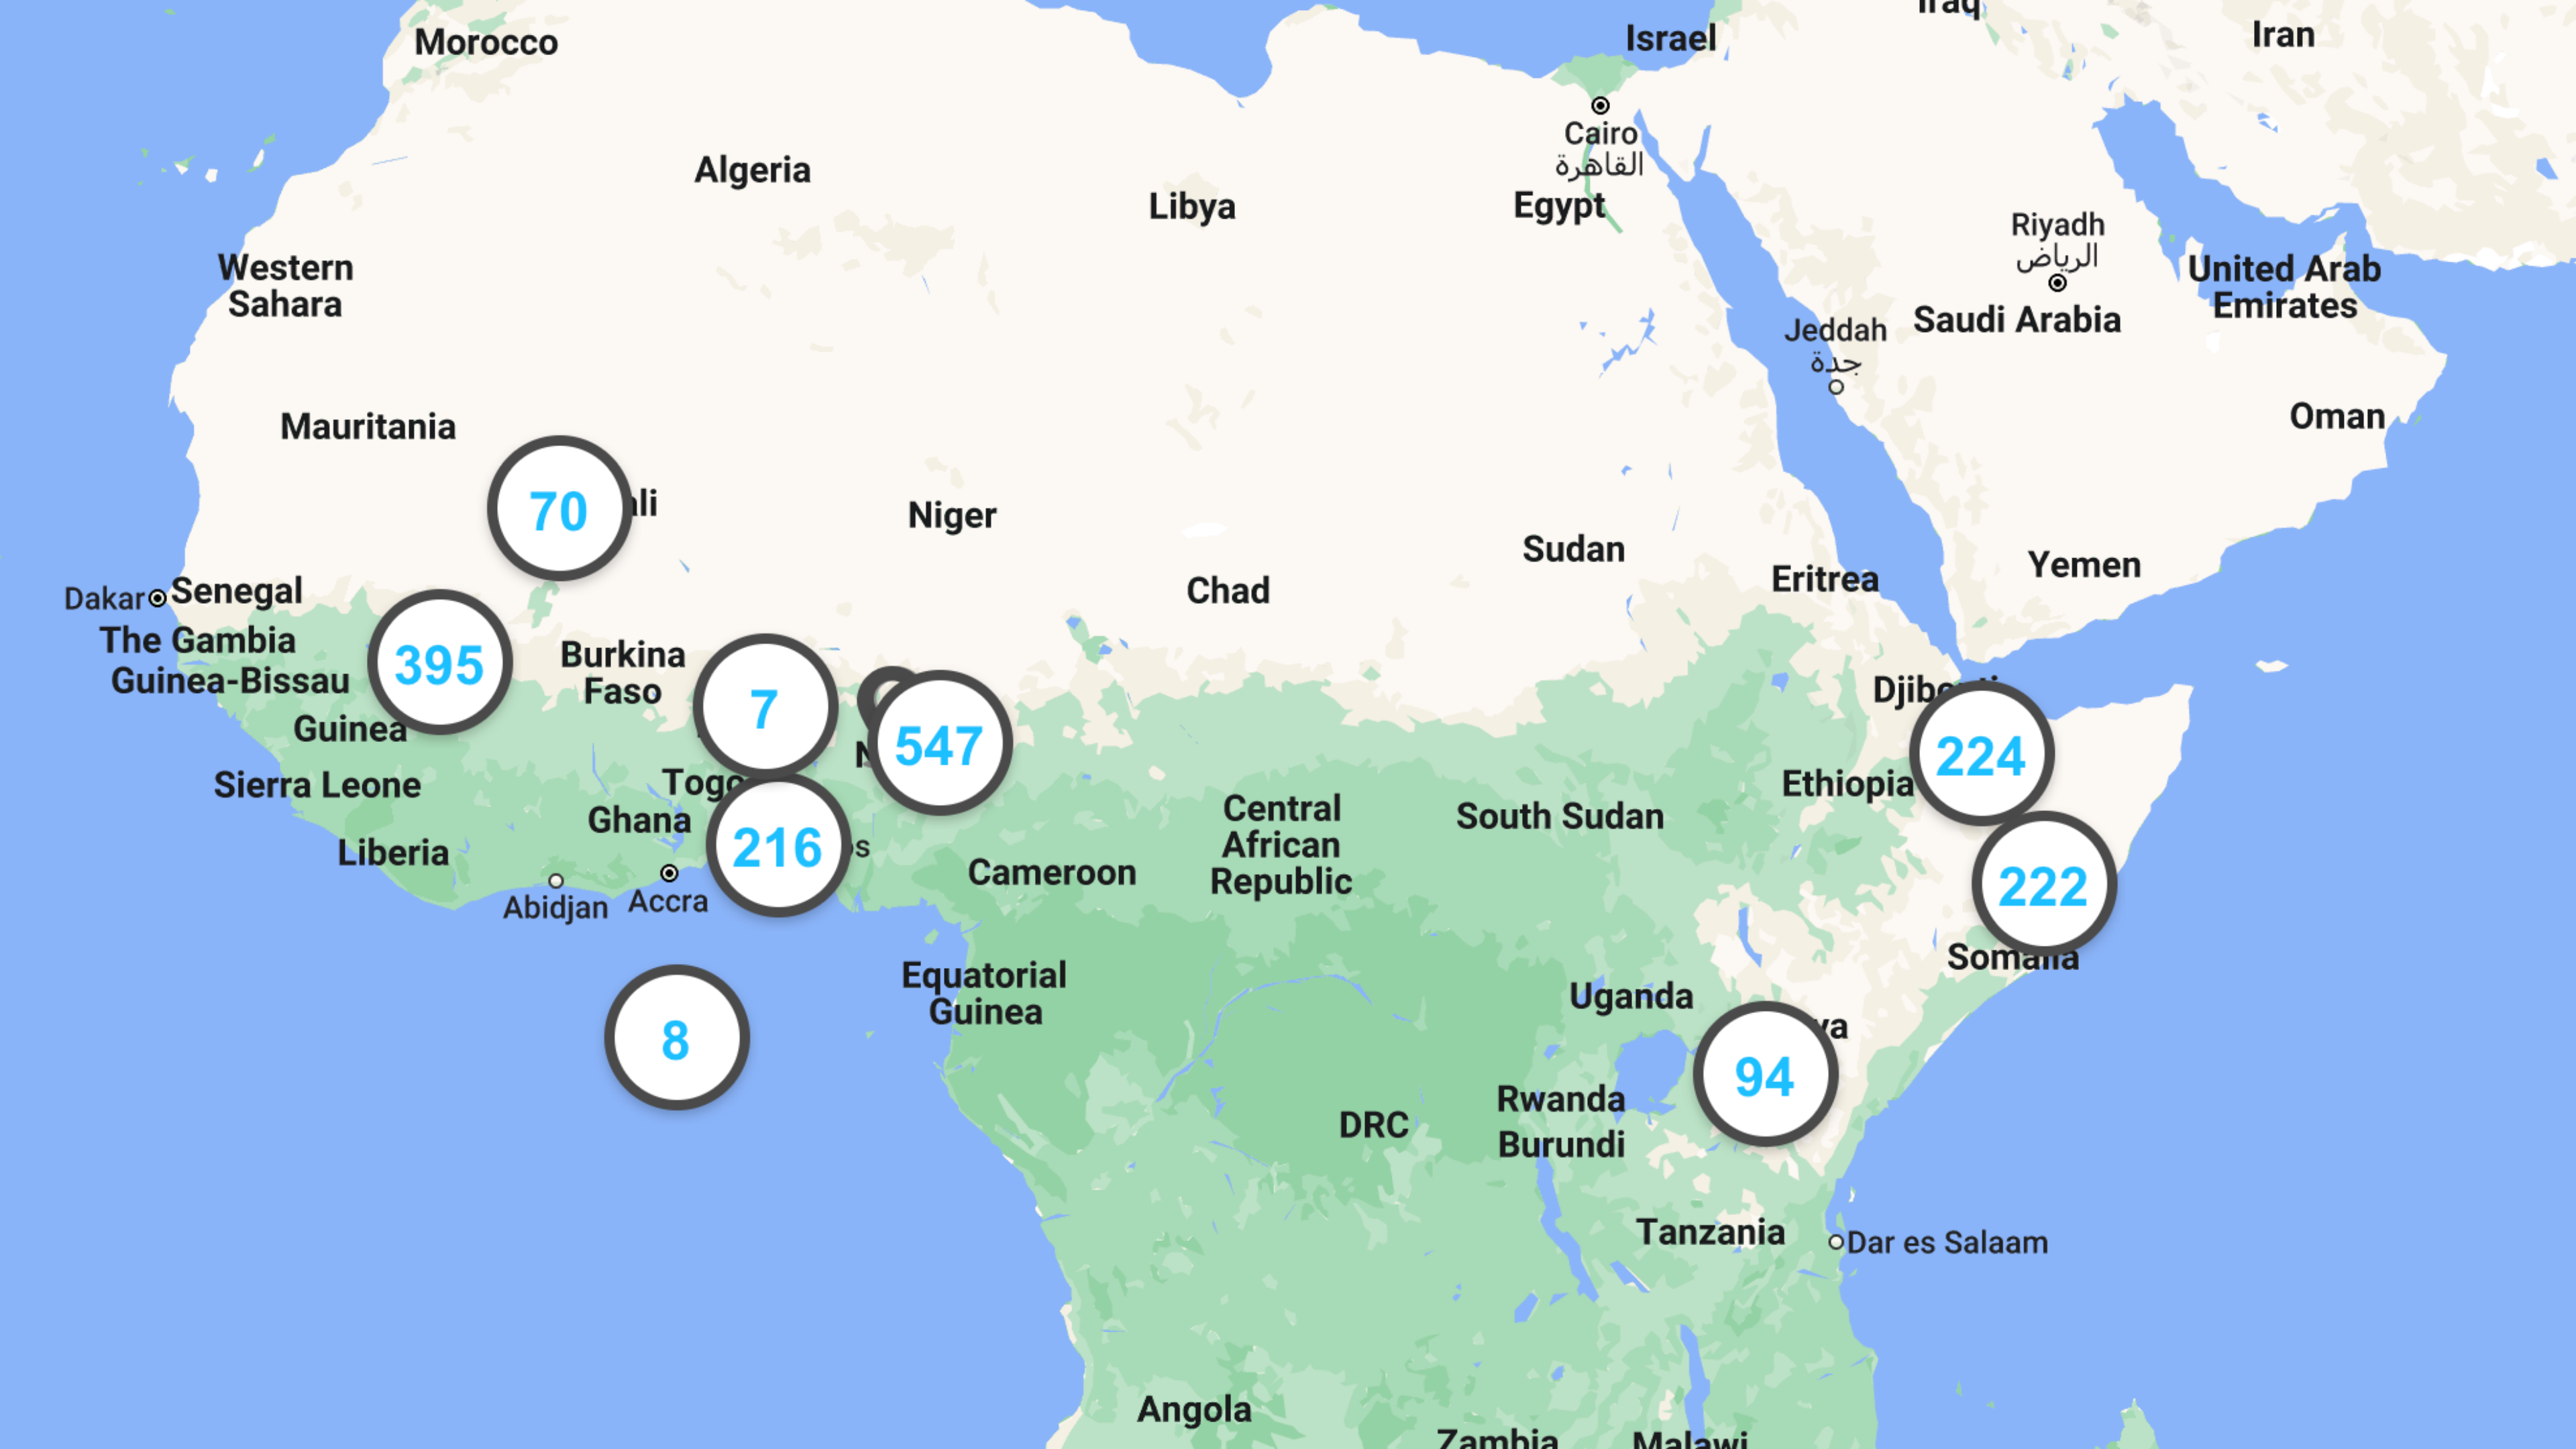 Morocco
Israel
Iraq
Iran
Cairo
القاهرة
Egypt
Algeria
Libya
Riyadh
الرياض
Saudi Arabia
United Arab
Emirates
Western
Sahara
Jeddah
جدة
Oman
Mauritania
70
Niger
Sudan
Chad
Eritrea
Yemen
Dakar
Senegal
The Gambia
Guinea-Bissau
395
Burkina
Faso
7
547
Guinea
Sierra Leone
Togo
Ghana
216
Liberia
Abidjan
Accra
Cameroon
Central
African
Republic
South Sudan
Ethiopia
Djibouti
224
222
Somalia
8
Equatorial
Guinea
Uganda
94
Rwanda
Burundi
DRC
Tanzania
Dar es Salaam
Angola
Zambia
Malawi